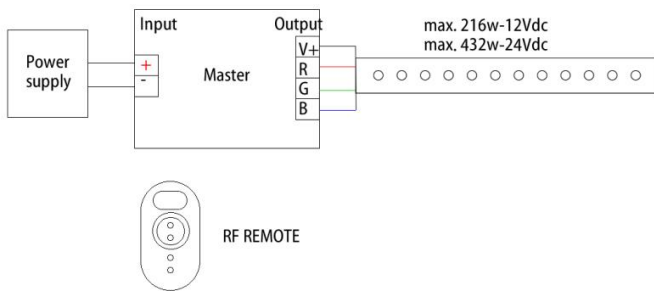 Input
Output
max. 216w-12Vdc
max. 432w-24Vdc
Power
supply
+
-
Master
V+
R
G
B
RF REMOTE